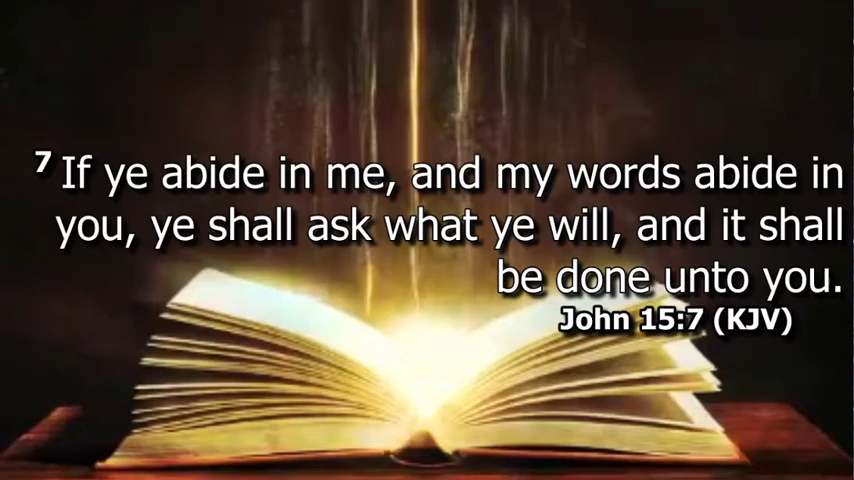 7 If ye abide in me, and my words abide in
you, ye shall ask what ye will, and it shall
be done unto you.
John 15:7 (KJV)